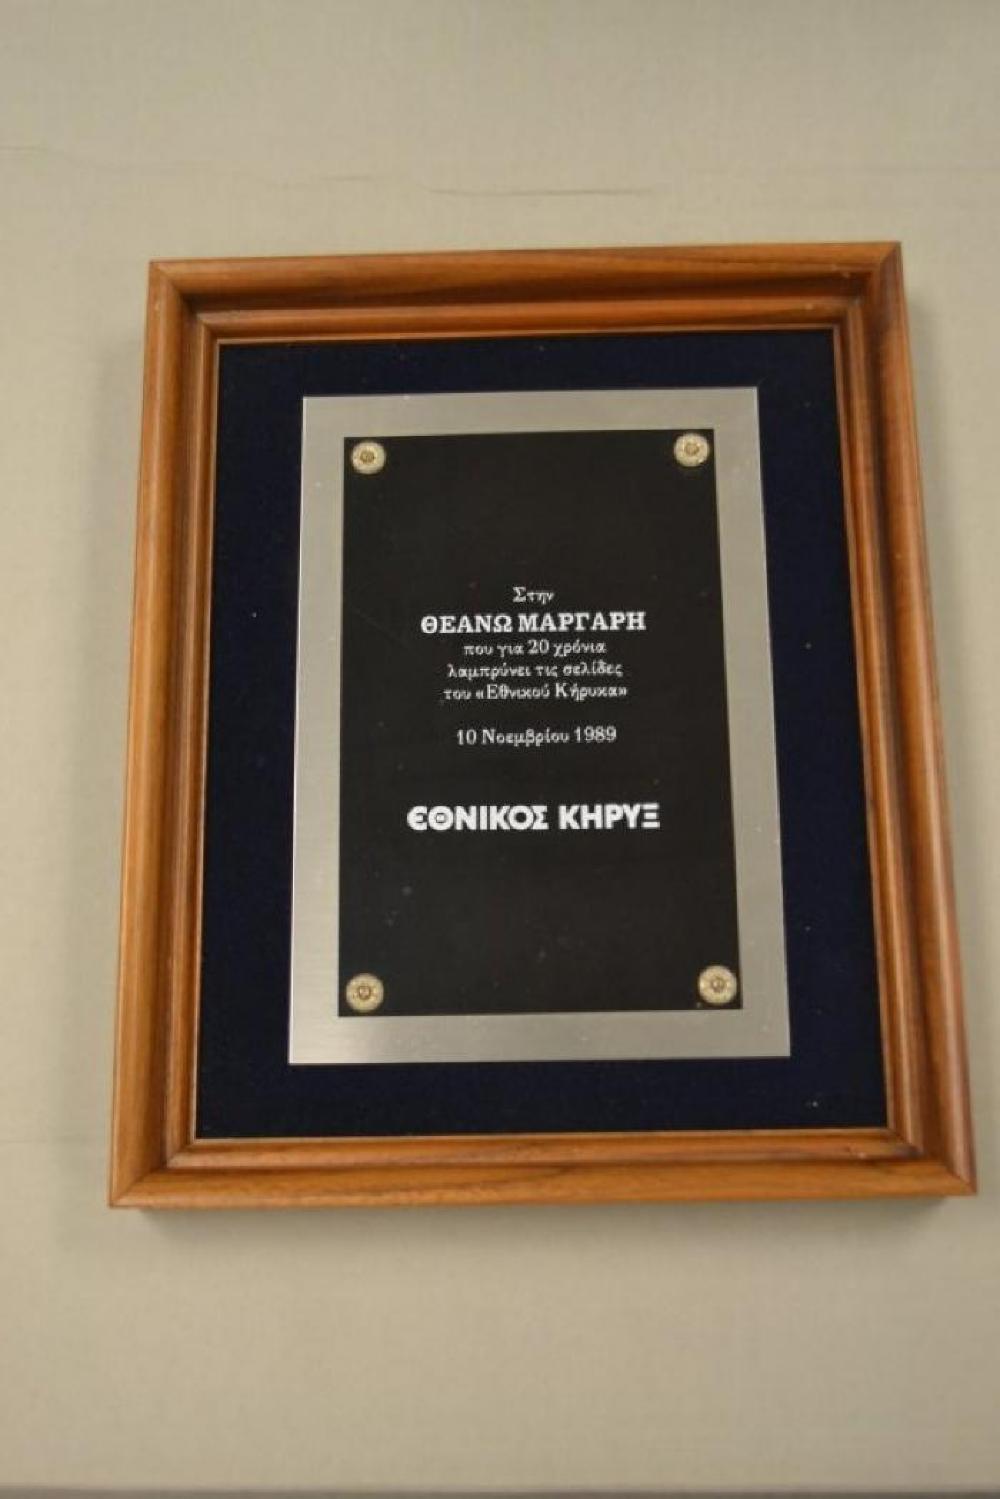 Στην
ΘΕΑΝΩ ΜΑΡΓΑΡΗ
που για 20 χρόνια
λαμπρύνει τις σελίδες
του «Εθνικού Κήρυκα»
10 Νοεμβρίου 1989
ΕΘΝΙΚΟΣ ΚΗΡΥΞ